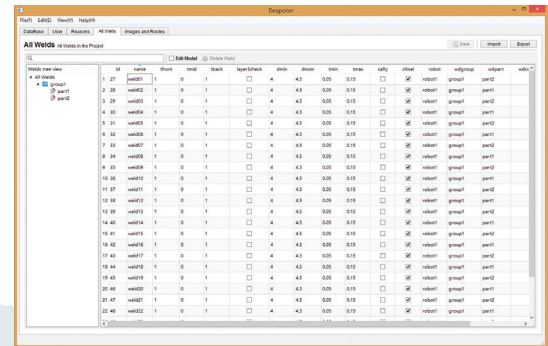 Despoter
File(F) Edit(E) View(V) Help(H)
DataBase User Reasons All Welds Images and Routes
All Welds All Welds in the Project Save Import Export
Edit Model Delete Weld
Welds tree view
All Welds
group1
part1
part2
id name tfront tmid tback layer3check dmin dnom tmin tmax safty chisel robot wdgroup wdpart
1 27 weld01 1 0 1 4 4.5 0.05 0.15 robot1 group1 part2
2 28 weld02 1 0 1 4 4.5 0.05 0.15 robot1 group1 part2
3 29 weld03 1 0 1 4 4.5 0.05 0.15 robot1 group1 part2
4 30 weld04 1 0 1 4 4.5 0.05 0.15 robot1 group1 part2
5 31 weld05 1 0 1 4 4.5 0.05 0.15 robot1 group1 part2
6 32 weld06 1 0 1 4 4.5 0.05 0.15 robot1 group1 part2
7 33 weld07 1 0 1 4 4.5 0.05 0.15 robot1 group1 part2
8 34 weld08 1 0 1 4 4.5 0.05 0.15 robot1 group1 part2
9 35 weld09 1 0 1 4 4.5 0.05 0.15 robot1 group1 part2
10 36 weld10 1 0 1 4 4.5 0.05 0.15 robot1 group1 part2
11 37 weld11 1 0 1 4 4.5 0.05 0.15 robot1 group1 part2
12 38 weld12 1 0 1 4 4.5 0.05 0.15 robot1 group1 part2
13 39 weld13 1 0 1 4 4.5 0.05 0.15 robot1 group1 part2
14 40 weld14 1 0 1 4 4.5 0.05 0.15 robot1 group1 part2
15 41 weld15 1 0 1 4 4.5 0.05 0.15 robot1 group1 part2
16 42 weld16 1 0 1 4 4.5 0.05 0.15 robot1 group1 part2
17 43 weld17 1 0 1 4 4.5 0.05 0.15 robot1 group1 part2
18 44 weld18 1 0 1 4 4.5 0.05 0.15 robot1 group1 part2
19 45 weld19 1 0 1 4 4.5 0.05 0.15 robot1 group1 part2
20 46 weld20 1 0 1 4 4.5 0.05 0.15 robot1 group1 part2
21 47 weld21 1 0 1 4 4.5 0.05 0.15 robot1 group1 part2
22 48 weld22 1 0 1 4 4.5 0.05 0.15 robot1 group1 part2